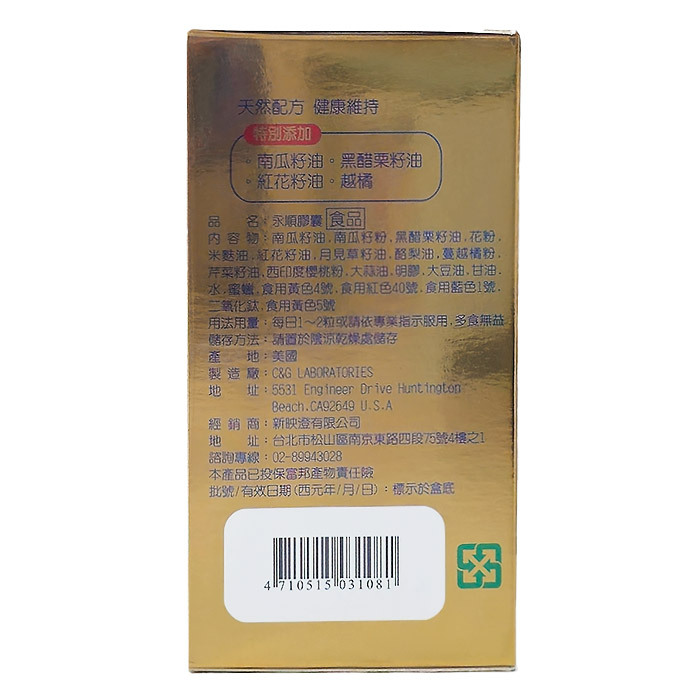 天然配方 健康維持
特別添加
。南瓜籽油。黑醋栗籽油
。紅花籽油。越橘
品名：永順膠囊 食品
內容物：南瓜籽油,南瓜籽粉,黑醋栗籽油,花粉,
米麩油,紅花籽油,月見草籽油,酪梨油,蔓越橘粉,
芹菜籽油,西印度櫻桃粉,大蒜油,明膠,大豆油,甘油,
水,蜜蠟,食用黃色4號,食用紅色40號,食用藍色1號,
二氧化鈦,食用黃色5號
用法用量：每日1～2粒或請依專業指示服用,多食無益
儲存方法：請置於陰涼乾燥處儲存
產地：美國
製造廠：C&G LABORATORIES
地址：5531 Engineer Drive Huntington
Beach.CA92649 U.S.A
經銷商：新映澄有限公司
地址：台北市松山區南京東路四段75號4樓之1
諮詢專線：02-89943028
本產品已投保富邦產物責任險
批號/有效日期(西元年/月/日)：標示於盒底
4 710515 031081